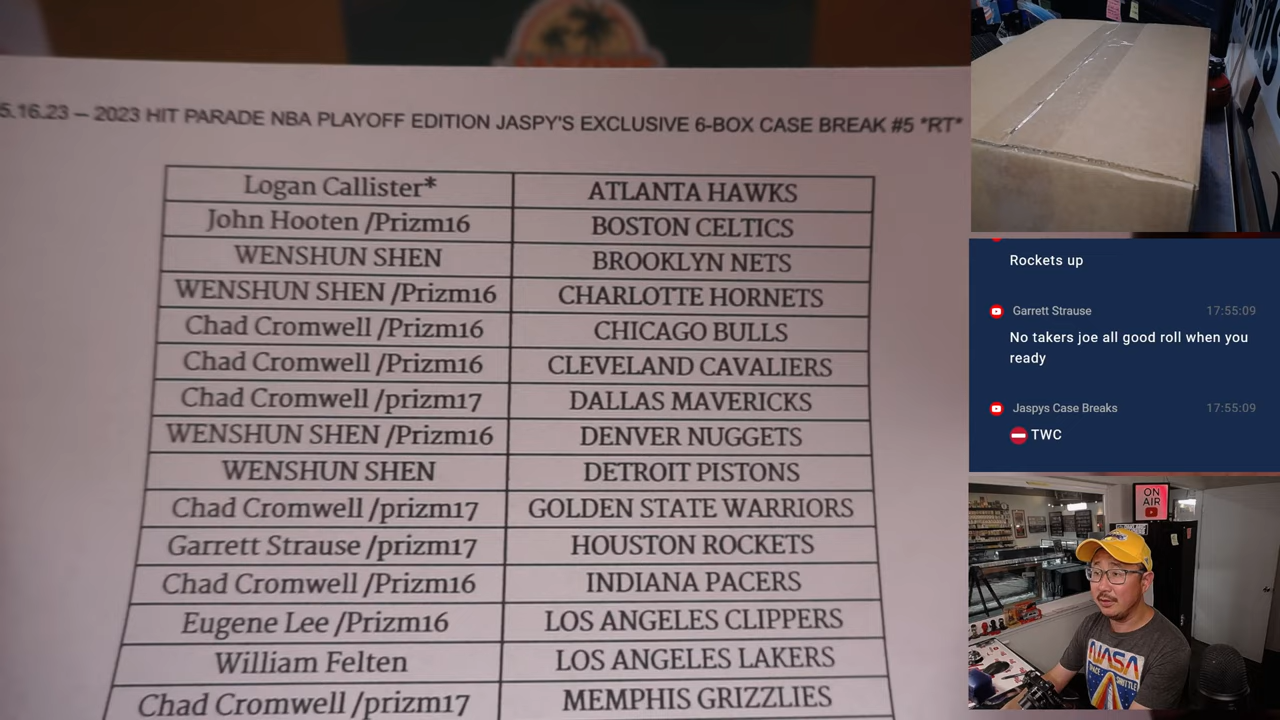 5.16.23 – 2023 HIT PARADE NBA PLAYOFF EDITION JASPY'S EXCLUSIVE 6-BOX CASE BREAK #5 *RT*
Logan Callister* ATLANTA HAWKS
John Hooten /Prizm16 BOSTON CELTICS
WENSHUN SHEN BROOKLYN NETS
WENSHUN SHEN /Prizm16 CHARLOTTE HORNETS
Chad Cromwell /Prizm16 CHICAGO BULLS
Chad Cromwell /Prizm16 CLEVELAND CAVALIERS
Chad Cromwell /prizm17 DALLAS MAVERICKS
WENSHUN SHEN /Prizm16 DENVER NUGGETS
WENSHUN SHEN DETROIT PISTONS
Chad Cromwell /prizm17 GOLDEN STATE WARRIORS
Garrett Strause /prizm17 HOUSTON ROCKETS
Chad Cromwell /Prizm16 INDIANA PACERS
Eugene Lee /Prizm16 LOS ANGELES CLIPPERS
William Felten LOS ANGELES LAKERS
Chad Cromwell /prizm17 MEMPHIS GRIZZLIES
Rockets up
Garrett Strause 17:55:09
No takers joe all good roll when you
ready
Jaspys Case Breaks 17:55:09
TWC
ON
AIR
NASA
SPACE SHUTTLE